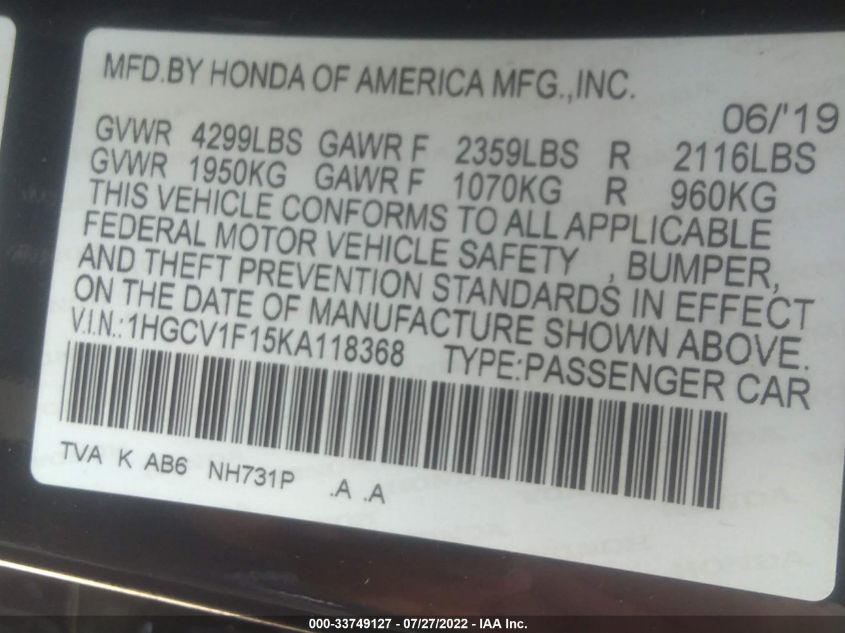 MFD.BY HONDA OF AMERICA MFG.,INC.
06/'19
GVWR 4299LBS GAWR F 2359LBS R 2116LBS
GVWR 1950KG GAWR F 1070KG R 960KG
THIS VEHICLE CONFORMS TO ALL APPLICABLE
FEDERAL MOTOR VEHICLE SAFETY , BUMPER,
AND THEFT PREVENTION STANDARDS IN EFFECT
ON THE DATE OF MANUFACTURE SHOWN ABOVE.
V.I.N.:1HGCV1F15KA118368 TYPE:PASSENGER CAR
TVA K AB6 NH731P .A .A
HONDA
000-33749127 - 07/27/2022 - IAA Inc.